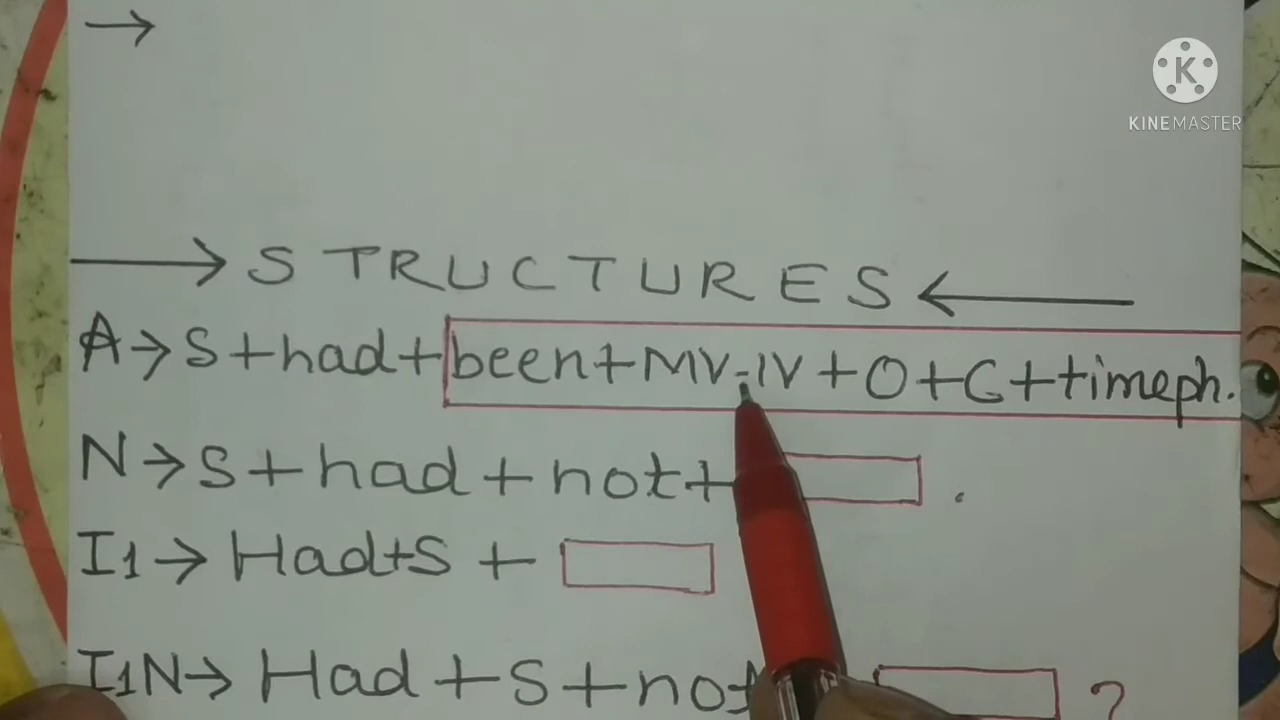 →
K
KINEMASTER
→ STRUCTURES ←
A → S + had + been + MV-IV + O + C + timeph.
N → S + had + not + .
I1 → Had + S +
I1N → Had + S + not ?